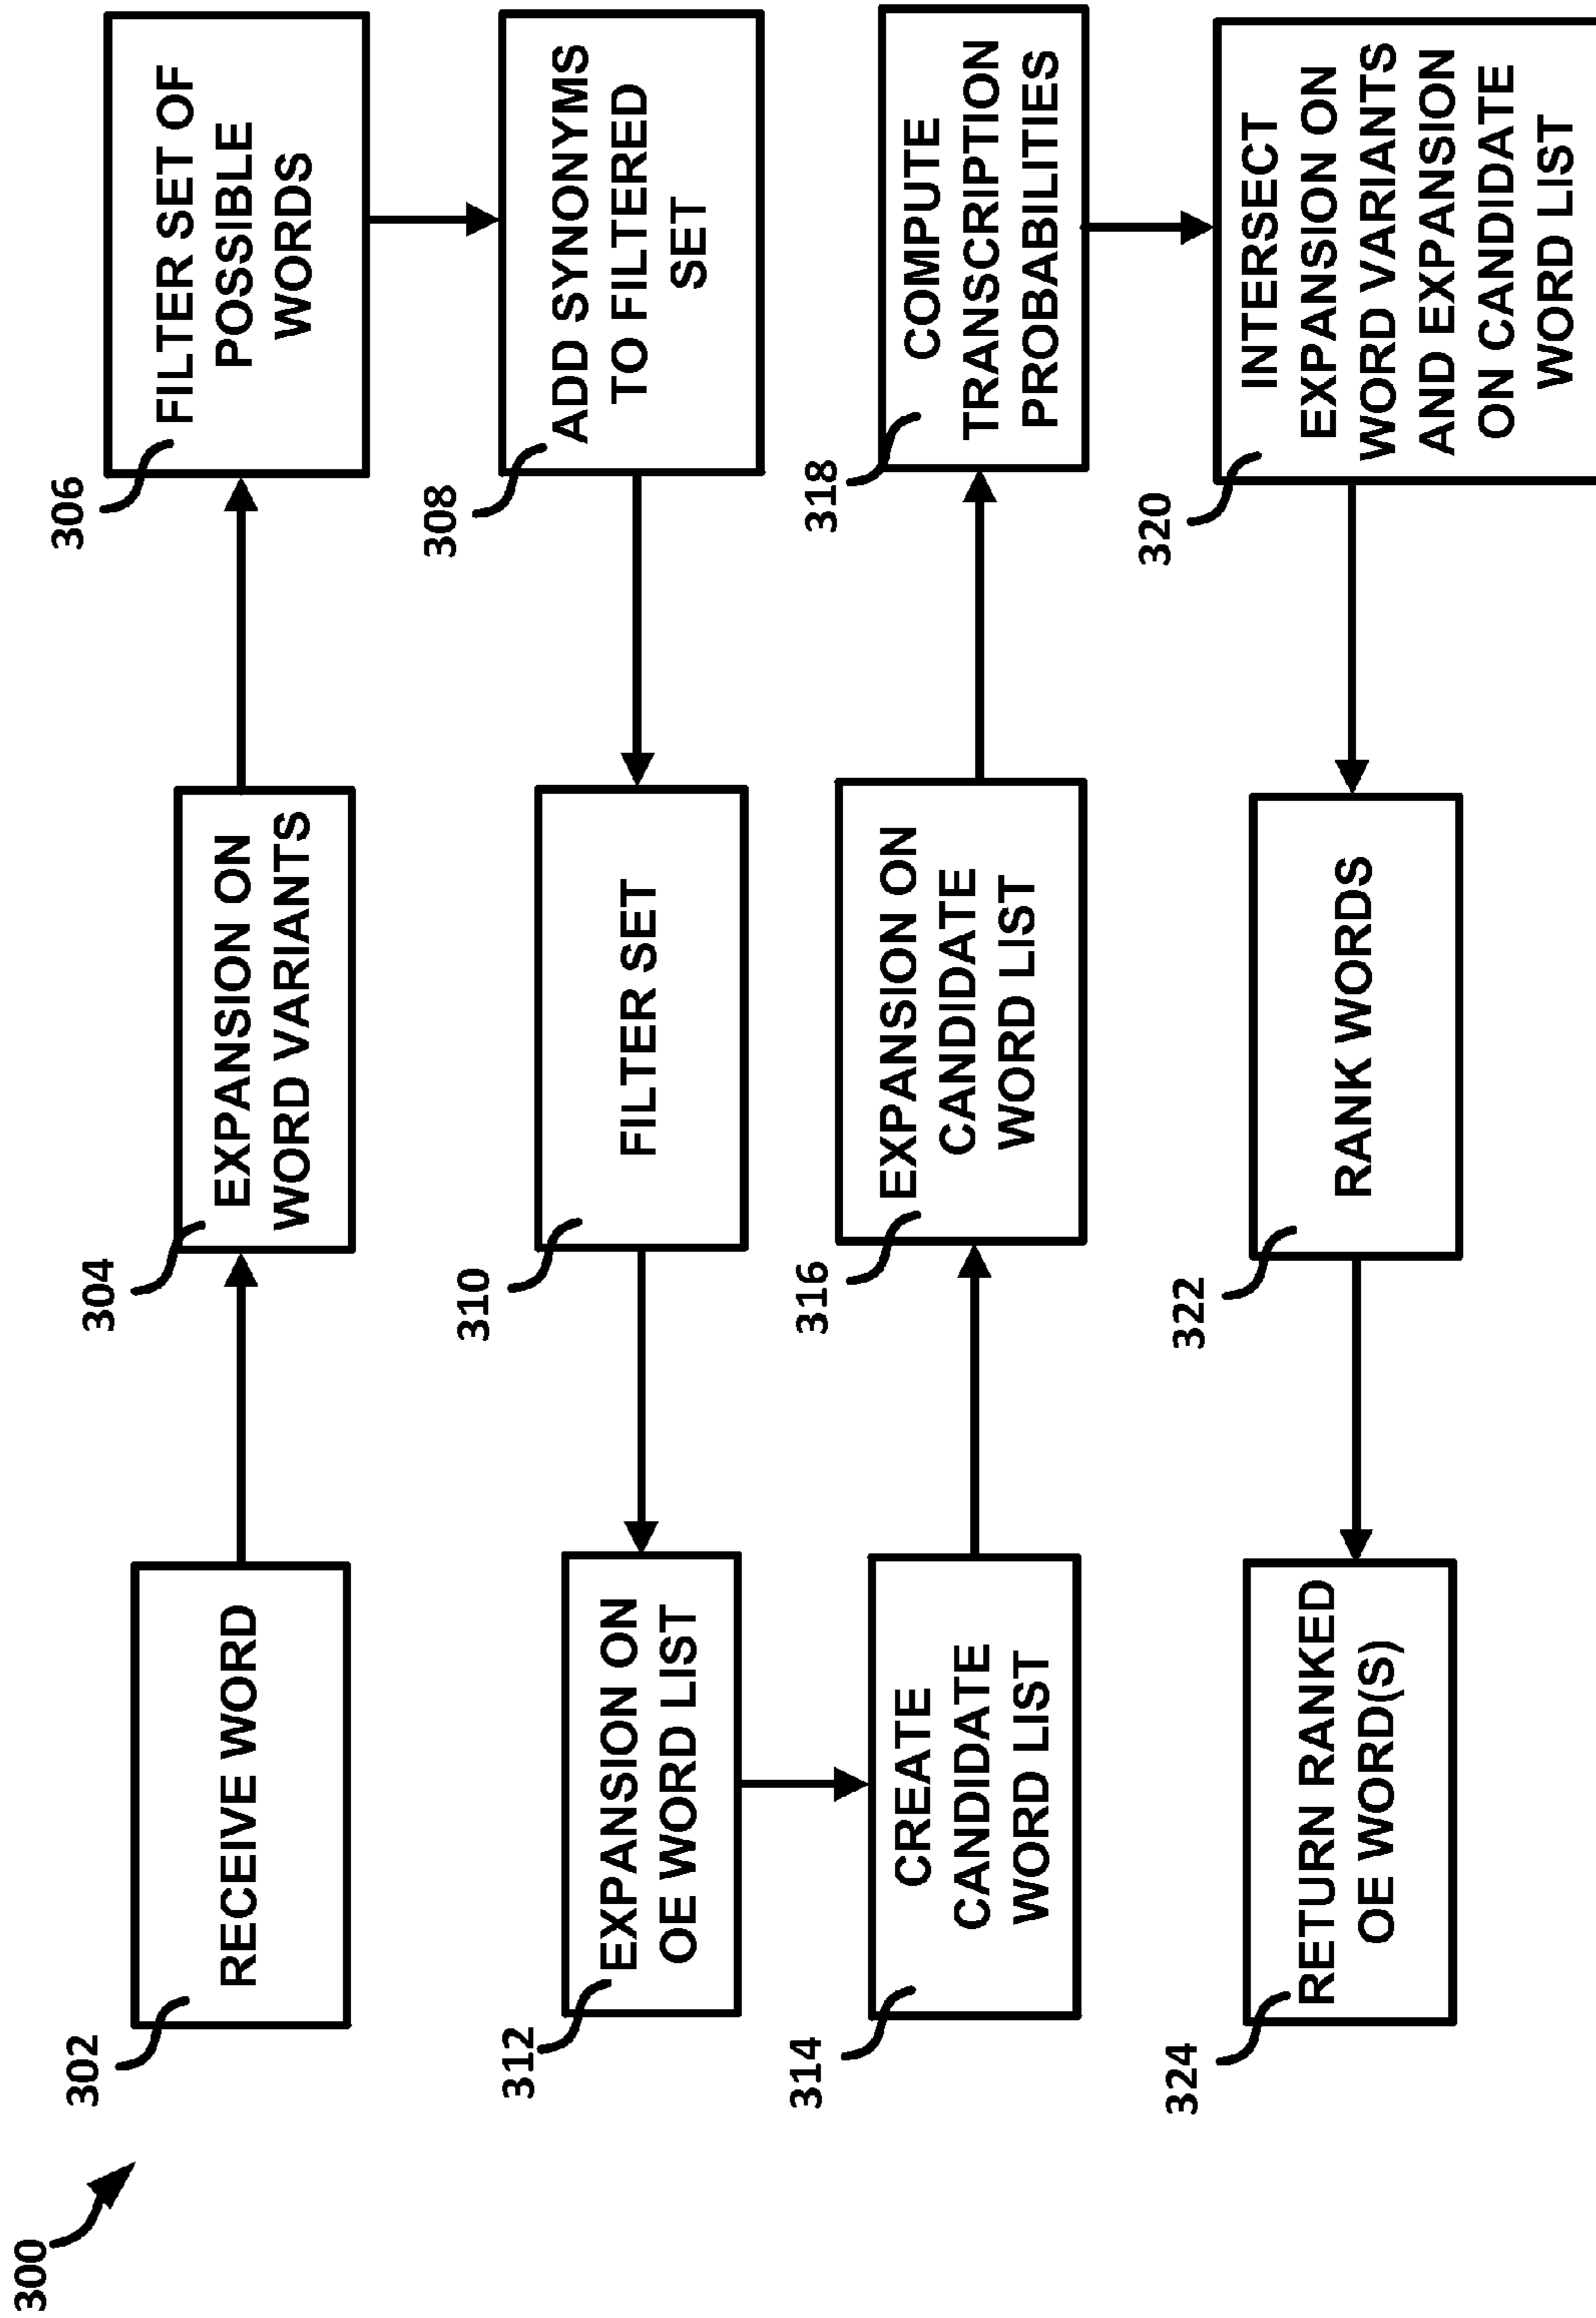 300
302
RECEIVE WORD
304
EXPANSION ON
WORD VARIANTS
306
FILTER SET OF
POSSIBLE
WORDS
308
ADD SYNONYMS
TO FILTERED
SET
310
FILTER SET
312
EXPANSION ON
OE WORD LIST
314
CREATE
CANDIDATE
WORD LIST
316
EXPANSION ON
CANDIDATE
WORD LIST
318
COMPUTE
TRANSCRIPTION
PROBABILITIES
320
INTERSECT
EXPANSION ON
WORD VARIANTS
AND EXPANSION
ON CANDIDATE
WORD LIST
322
RANK WORDS
324
RETURN RANKED
OE WORD(S)